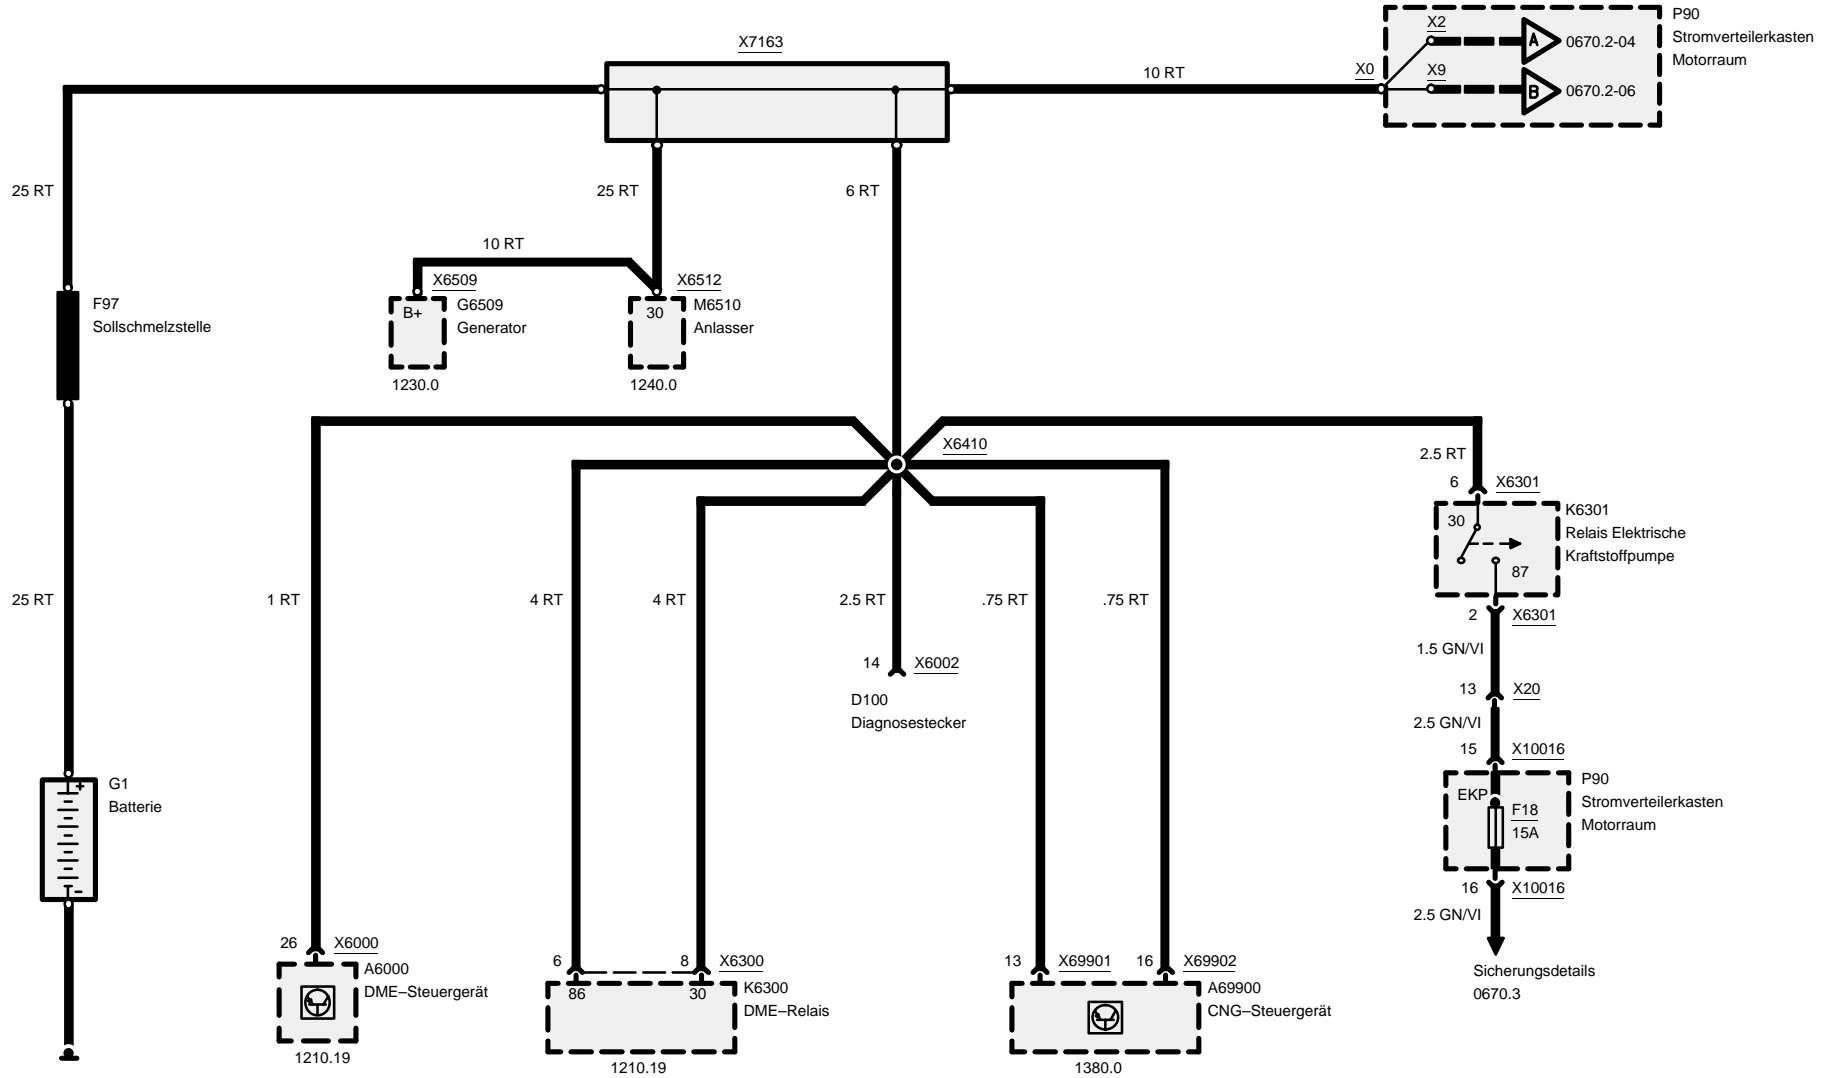 P90
Stromverteilerkasten
Motorraum
X2
A
0670.2-04
X9
B
0670.2-06
X0
10 RT
X7163
25 RT
25 RT
6 RT
10 RT
X6509
B+
G6509
Generator
1230.0
X6512
30
M6510
Anlasser
1240.0
F97
Sollschmelzstelle
X6410
2.5 RT
6
X6301
30
87
K6301
Relais Elektrische
Kraftstoffpumpe
2
X6301
1.5 GN/VI
13
X20
2.5 GN/VI
15
X10016
EKP
F18
15A
P90
Stromverteilerkasten
Motorraum
16
X10016
2.5 GN/VI
Sicherungsdetails
0670.3
25 RT
1 RT
4 RT
4 RT
2.5 RT
.75 RT
.75 RT
14
X6002
D100
Diagnosestecker
+
-
G1
Batterie
26
X6000
A6000
DME–Steuergerät
1210.19
6
8
X6300
86
30
K6300
DME–Relais
1210.19
13
X69901
16
X69902
A69900
CNG–Steuergerät
1380.0